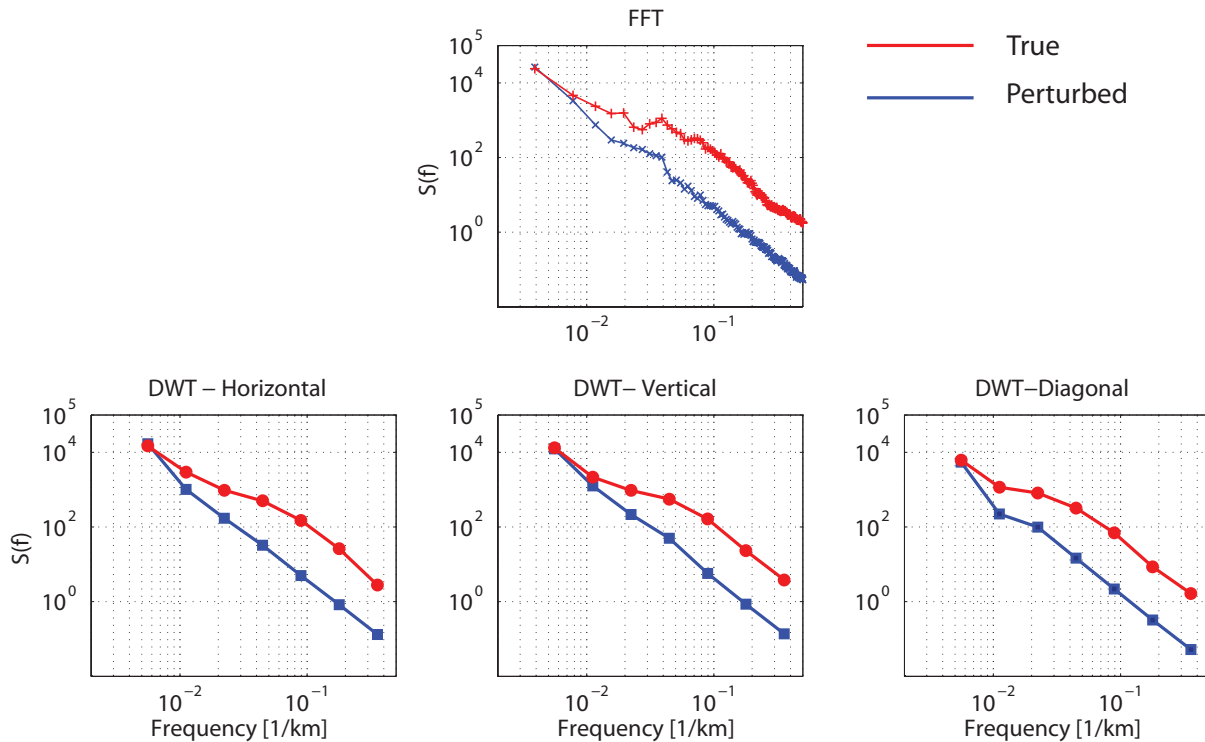 FFT
True
Perturbed
S(f)
10^5
10^4
10^2
10^0
10^−2
10^−1
DWT − Horizontal
S(f)
10^5
10^4
10^2
10^0
10^−2
10^−1
Frequency [1/km]
DWT− Vertical
10^5
10^4
10^2
10^0
10^−2
10^−1
Frequency [1/km]
DWT−Diagonal
10^5
10^4
10^2
10^0
10^−2
10^−1
Frequency [1/km]